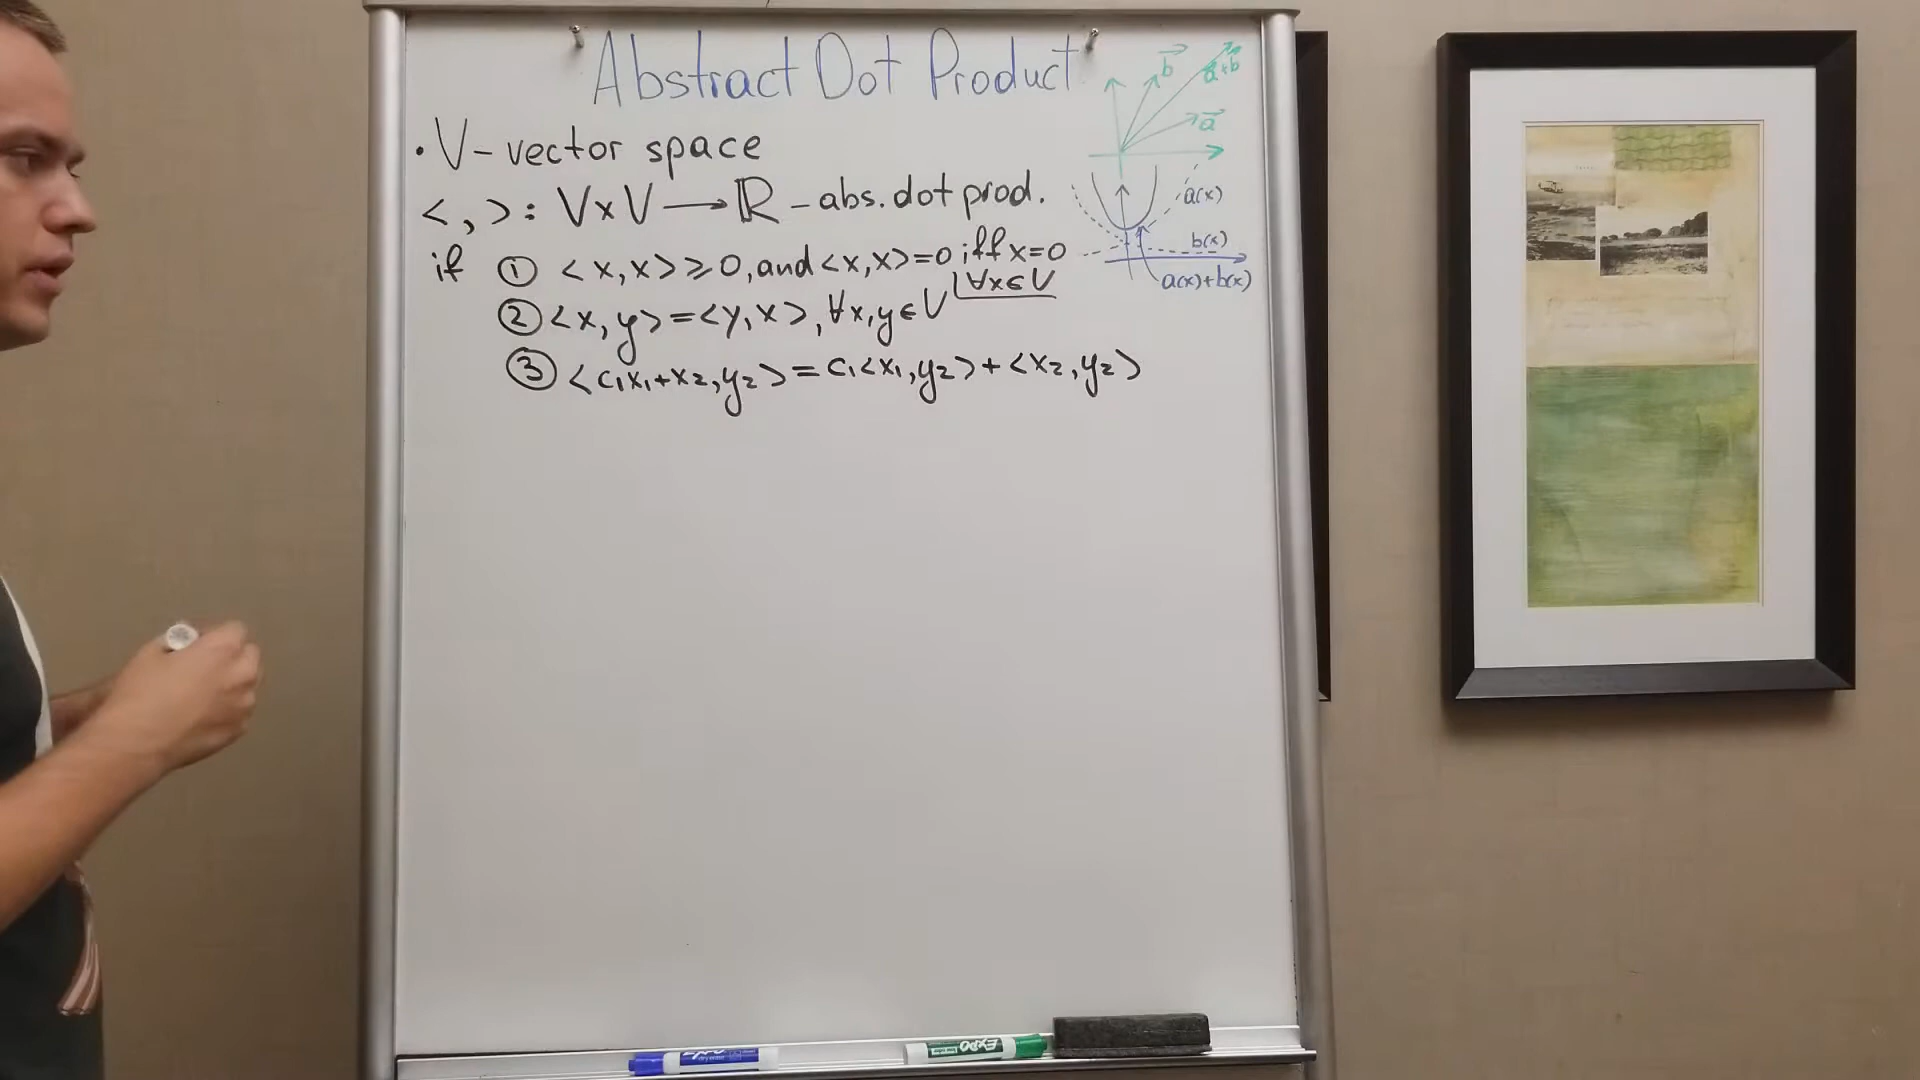 Abstract Dot Product
• V - vector space
< , > : V x V → ℝ - abs. dot prod.
if ① <x, x> ⩾ 0, and <x, x> = 0 iff x = 0
∀x ∈ V
② <x, y> = <y, x>, ∀x, y ∈ V
③ <c₁x₁ + x₂, y₂> = c₁<x₁, y₂> + <x₂, y₂>
b⃗
a⃗+b⃗
a⃗
a(x)
b(x)
a(x)+b(x)
EXPO